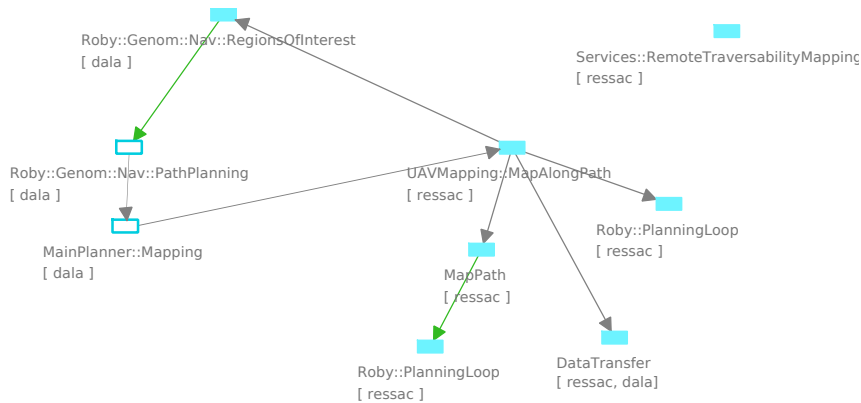 Roby::Genom::Nav::RegionsOfInterest
[ dala ]
Services::RemoteTraversabilityMapping
[ ressac ]
Roby::Genom::Nav::PathPlanning
[ dala ]
UAVMapping::MapAlongPath
[ ressac ]
Roby::PlanningLoop
[ ressac ]
MainPlanner::Mapping
[ dala ]
MapPath
[ ressac ]
Roby::PlanningLoop
[ ressac ]
DataTransfer
[ ressac, dala]